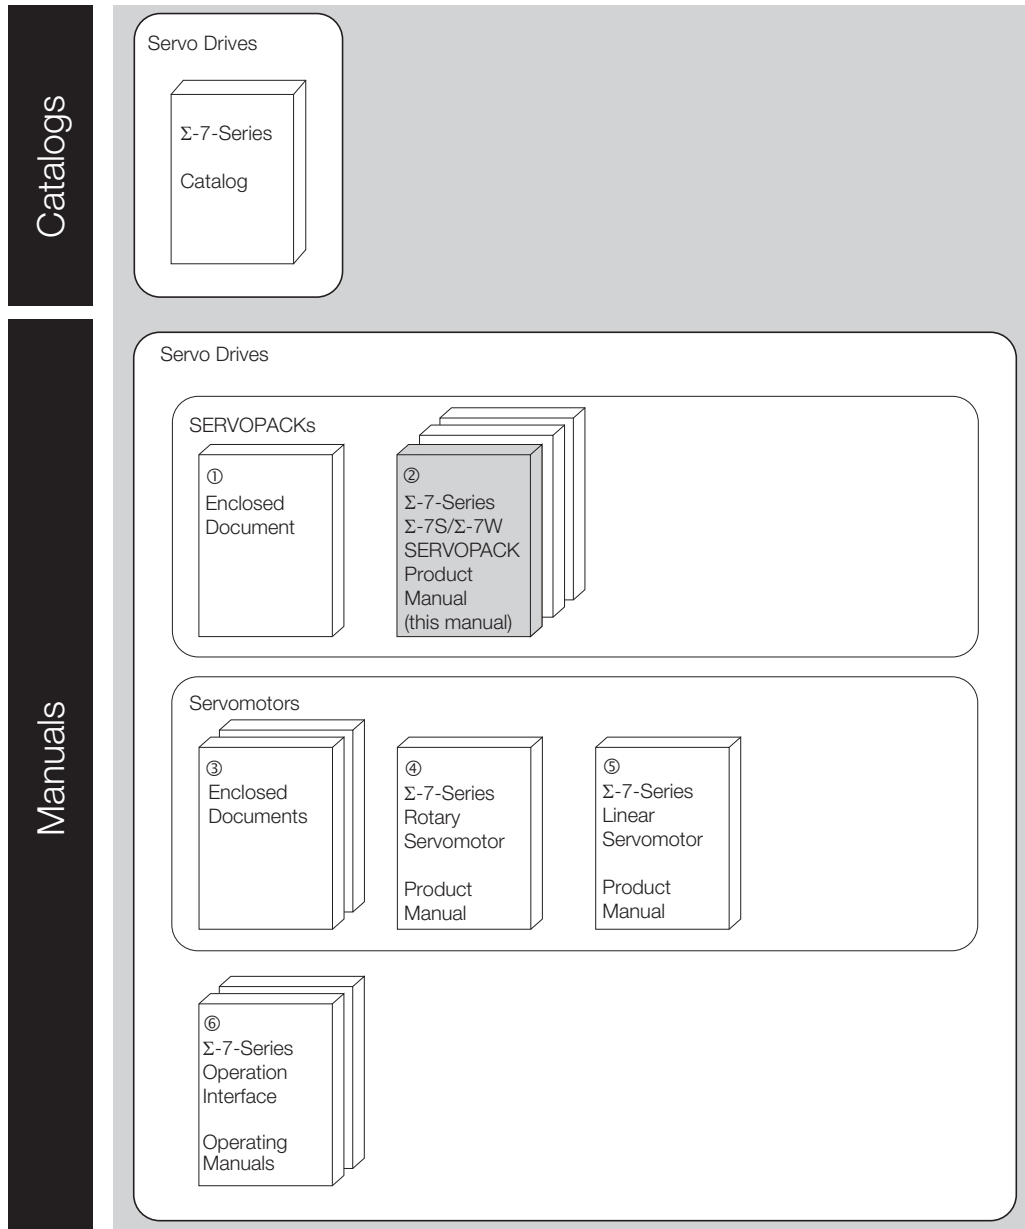 Catalogs
Servo Drives
Σ-7-Series
Catalog
Manuals
Servo Drives
SERVOPACKs
①
Enclosed
Document
②
Σ-7-Series
Σ-7S/Σ-7W
SERVOPACK
Product
Manual
(this manual)
Servomotors
③
Enclosed
Documents
④
Σ-7-Series
Rotary
Servomotor
Product
Manual
⑤
Σ-7-Series
Linear
Servomotor
Product
Manual
⑥
Σ-7-Series
Operation
Interface
Operating
Manuals